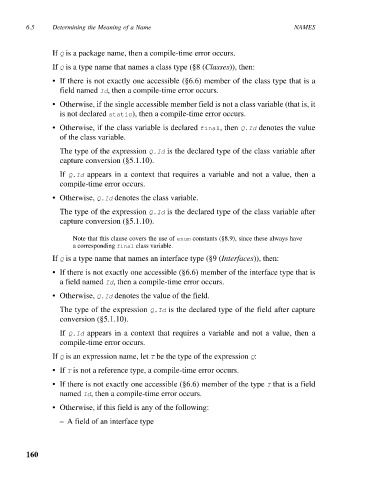 6.5 Determining the Meaning of a Name NAMES
If Q is a package name, then a compile-time error occurs.
If Q is a type name that names a class type (§8 (Classes)), then:
• If there is not exactly one accessible (§6.6) member of the class type that is a
field named Id, then a compile-time error occurs.
• Otherwise, if the single accessible member field is not a class variable (that is, it
is not declared static), then a compile-time error occurs.
• Otherwise, if the class variable is declared final, then Q.Id denotes the value
of the class variable.
The type of the expression Q.Id is the declared type of the class variable after
capture conversion (§5.1.10).
If Q.Id appears in a context that requires a variable and not a value, then a
compile-time error occurs.
• Otherwise, Q.Id denotes the class variable.
The type of the expression Q.Id is the declared type of the class variable after
capture conversion (§5.1.10).
Note that this clause covers the use of enum constants (§8.9), since these always have
a corresponding final class variable.
If Q is a type name that names an interface type (§9 (Interfaces)), then:
• If there is not exactly one accessible (§6.6) member of the interface type that is
a field named Id, then a compile-time error occurs.
• Otherwise, Q.Id denotes the value of the field.
The type of the expression Q.Id is the declared type of the field after capture
conversion (§5.1.10).
If Q.Id appears in a context that requires a variable and not a value, then a
compile-time error occurs.
If Q is an expression name, let T be the type of the expression Q:
• If T is not a reference type, a compile-time error occurs.
• If there is not exactly one accessible (§6.6) member of the type T that is a field
named Id, then a compile-time error occurs.
• Otherwise, if this field is any of the following:
– A field of an interface type
160